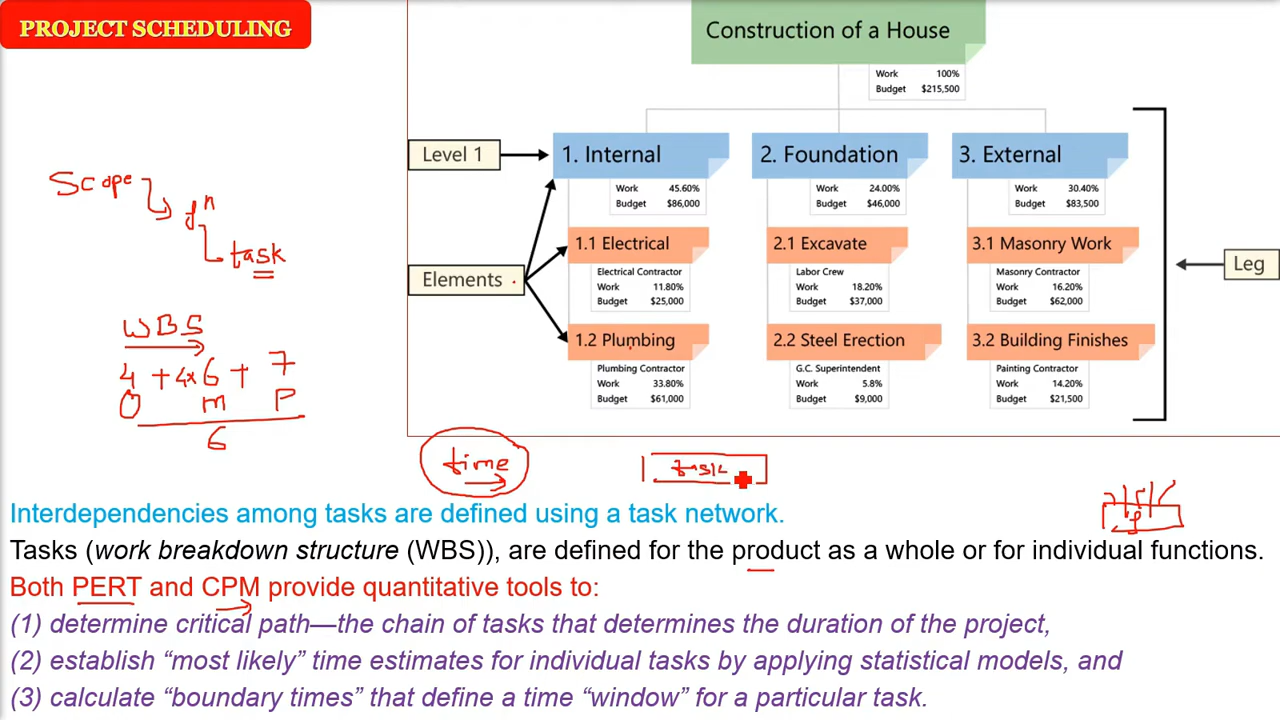 PROJECT SCHEDULING
Construction of a House
Work 100%
Budget $215,500
Level 1
1. Internal
2. Foundation
3. External
Work 45.60%
Budget $86,000
Work 24.00%
Budget $46,000
Work 30.40%
Budget $83,500
Scope
task
Elements
Leg
1.1 Electrical
2.1 Excavate
3.1 Masonry Work
Electrical Contractor
Work 11.80%
Budget $25,000
Labor Crew
Work 18.20%
Budget $37,000
Masonry Contractor
Work 16.20%
Budget $62,000
WBS
4 + 4x6 + 7
O m P
6
1.2 Plumbing
2.2 Steel Erection
3.2 Building Finishes
Plumbing Contractor
Work 33.80%
Budget $61,000
G.C. Superintendent
Work 5.8%
Budget $9,000
Painting Contractor
Work 14.20%
Budget $21,500
time
task
Interdependencies among tasks are defined using a task network.
Tasks (work breakdown structure (WBS)), are defined for the product as a whole or for individual functions.
Both PERT and CPM provide quantitative tools to:
(1) determine critical path—the chain of tasks that determines the duration of the project,
(2) establish “most likely” time estimates for individual tasks by applying statistical models, and
(3) calculate “boundary times” that define a time “window” for a particular task.